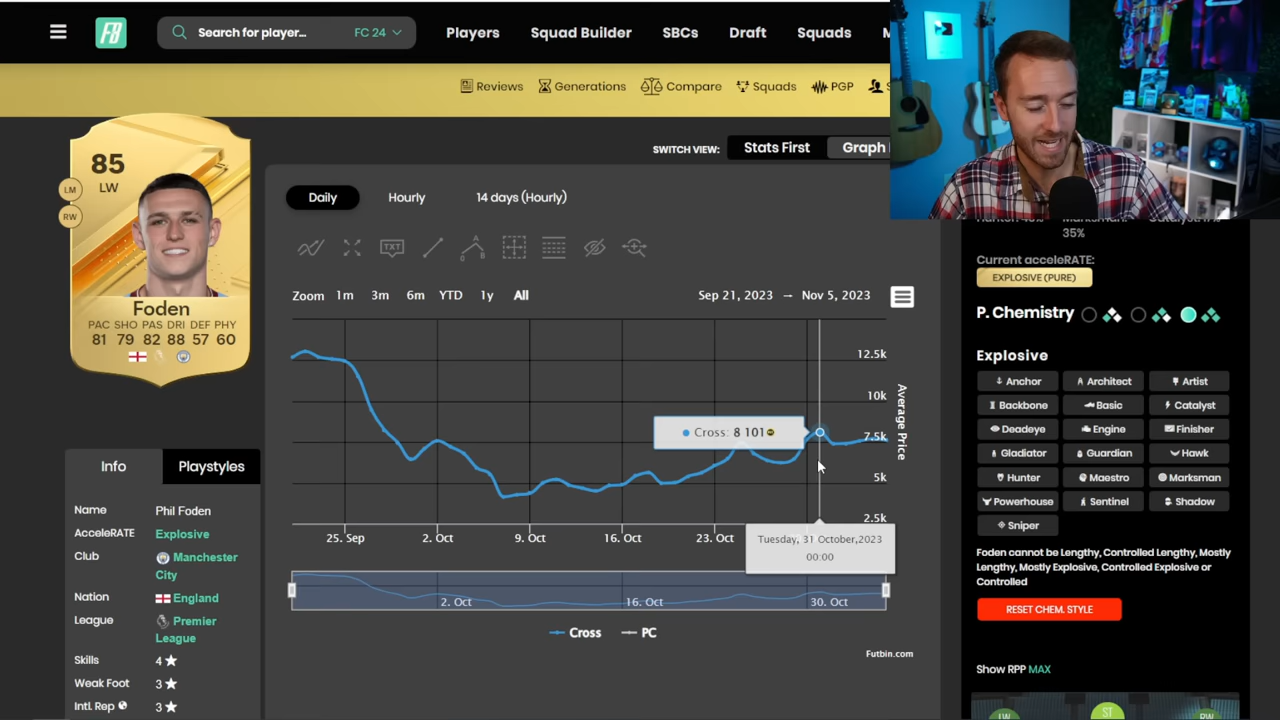 FB
Search for player...
FC 24
Players
Squad Builder
SBCs
Draft
Squads
Reviews
Generations
Compare
Squads
PGP
85
LW
LM
RW
Foden
PAC SHO PAS DRI DEF PHY
81 79 82 88 57 60
SWITCH VIEW:
Stats First
Graph
Daily
Hourly
14 days (Hourly)
TXT
Zoom 1m 3m 6m YTD 1y All
Sep 21, 2023 → Nov 5, 2023
12.5k
10k
7.5k
5k
2.5k
Average Price
Cross: 8 101
25. Sep
2. Oct
9. Oct
16. Oct
23. Oct
Tuesday, 31 October,2023
00:00
2. Oct
16. Oct
30. Oct
Cross
PC
Futbin.com
Info
Playstyles
Name Phil Foden
AcceleRATE Explosive
Club Manchester
City
Nation England
League Premier
League
Skills 4
Weak Foot 3
Intl. Rep 3
35%
Current acceleRATE:
EXPLOSIVE (PURE)
P. Chemistry
Explosive
Anchor Architect Artist
Backbone Basic Catalyst
Deadeye Engine Finisher
Gladiator Guardian Hawk
Hunter Maestro Marksman
Powerhouse Sentinel Shadow
Sniper
Foden cannot be Lengthy, Controlled Lengthy, Mostly
Lengthy, Mostly Explosive, Controlled Explosive or
Controlled
RESET CHEM. STYLE
Show RPP MAX
LW
ST
RW